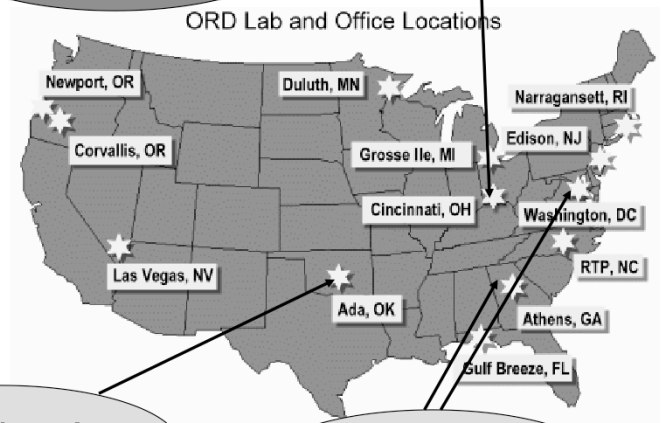 ORD Lab and Office Locations
Newport, OR
Duluth, MN
Narragansett, RI
Edison, NJ
Corvallis, OR
Grosse Ile, MI
Cincinnati, OH
Washington, DC
Las Vegas, NV
RTP, NC
Ada, OK
Athens, GA
Gulf Breeze, FL